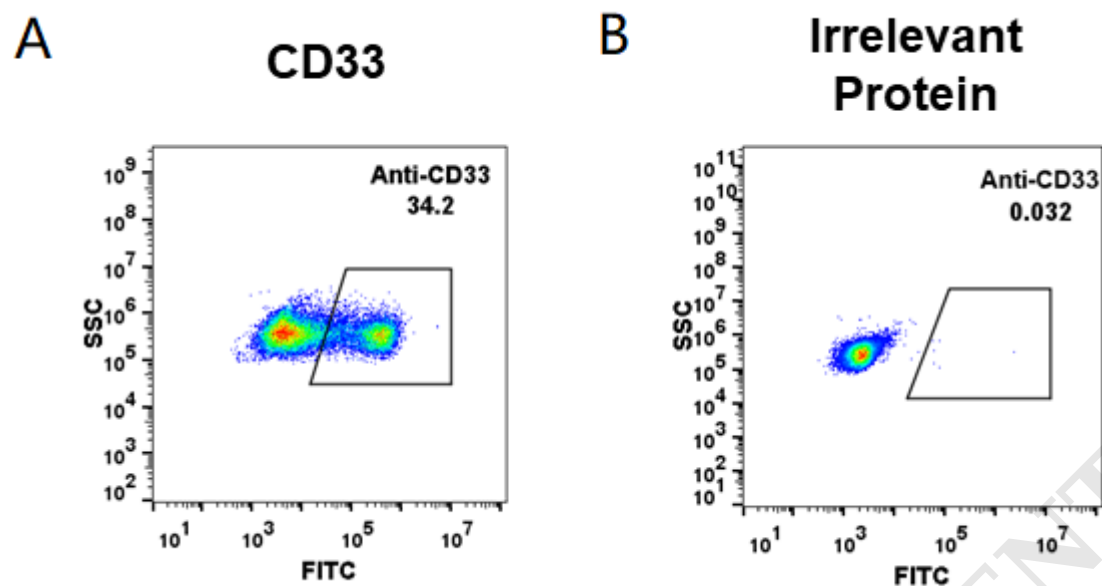 A
CD33
Anti-CD33
34.2
10⁹
10⁸
10⁷
10⁶
10⁵
10⁴
10³
10²
SSC
10¹
10³
10⁵
10⁷
FITC
B
Irrelevant
Protein
Anti-CD33
0.032
10¹¹
10¹⁰
10⁹
10⁸
10⁷
10⁶
10⁵
10⁴
10³
10²
10¹
SSC
10¹
10³
10⁵
10⁷
FITC